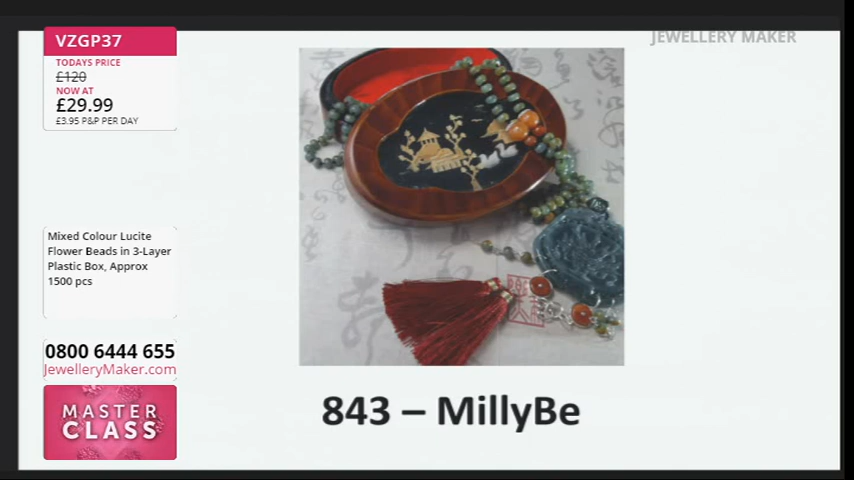 JEWELLERY MAKER
VZGP37
TODAYS PRICE
£120
NOW AT
£29.99
£3.95 P&P PER DAY
Mixed Colour Lucite
Flower Beads in 3-Layer
Plastic Box, Approx
1500 pcs
0800 6444 655
JewelleryMaker.com
MASTER
CLASS
843 – MillyBe